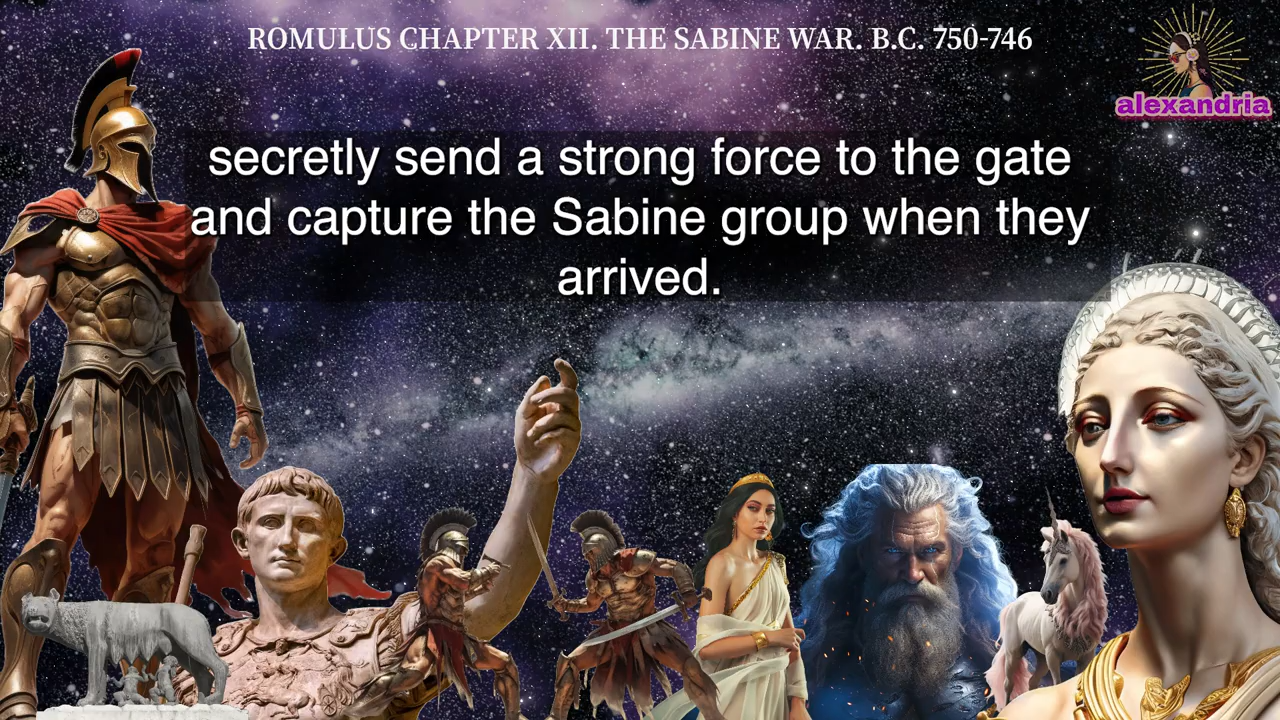 ROMULUS CHAPTER XII. THE SABINE WAR. B.C. 750-746
alexandria
secretly send a strong force to the gate
and capture the Sabine group when they
arrived.